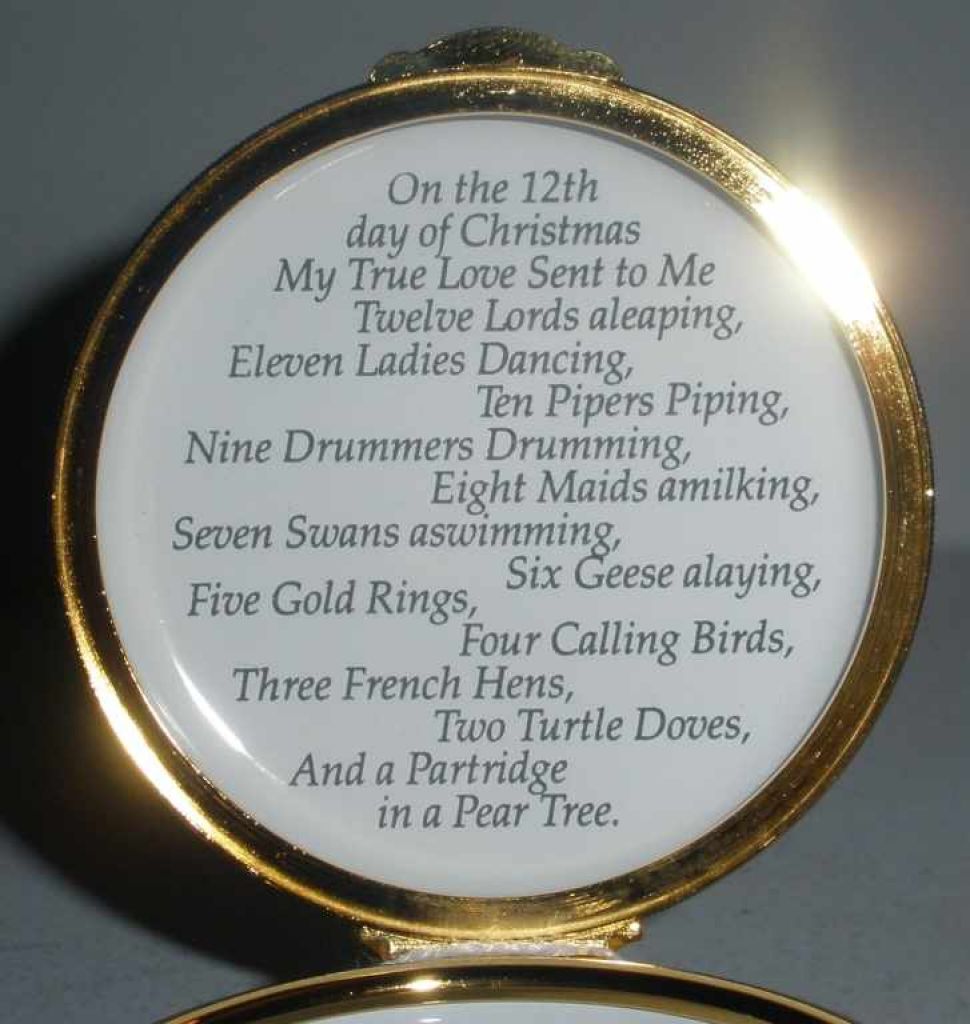 On the 12th
day of Christmas
My True Love Sent to Me
Twelve Lords aleaping,
Eleven Ladies Dancing,
Ten Pipers Piping,
Nine Drummers Drumming,
Eight Maids amilking,
Seven Swans aswimming,
Six Geese alaying,
Five Gold Rings,
Four Calling Birds,
Three French Hens,
Two Turtle Doves,
And a Partridge
in a Pear Tree.